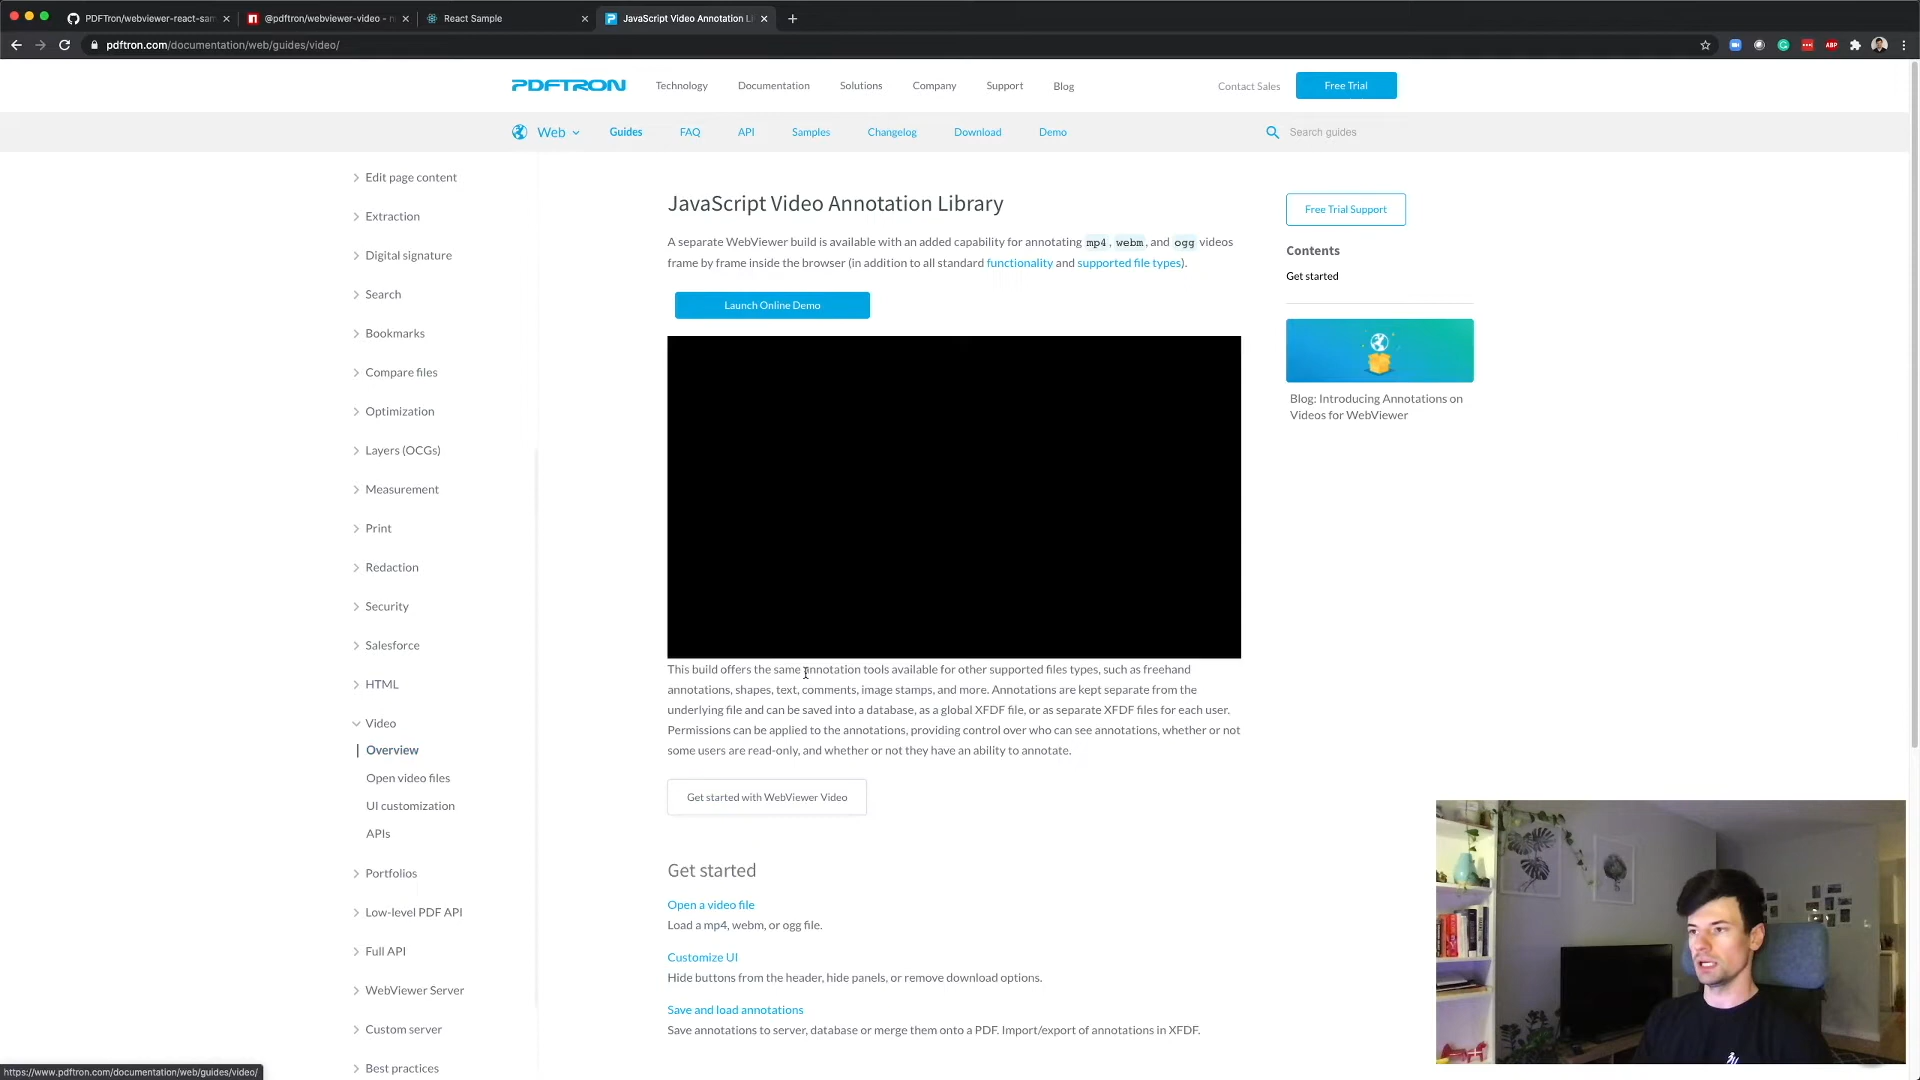 PDFTron/webviewer-react-sam
@pdftron/webviewer-video - n
React Sample
JavaScript Video Annotation Li
pdftron.com/documentation/web/guides/video/
ABP
PDFTRON
Technology
Documentation
Solutions
Company
Support
Blog
Contact Sales
Free Trial
Web
Guides
FAQ
API
Samples
Changelog
Download
Demo
Search guides
Edit page content
Extraction
Digital signature
Search
Bookmarks
Compare files
Optimization
Layers (OCGs)
Measurement
Print
Redaction
Security
Salesforce
HTML
Video
Overview
Open video files
UI customization
APIs
Portfolios
Low-level PDF API
Full API
WebViewer Server
Custom server
Best practices
JavaScript Video Annotation Library
A separate WebViewer build is available with an added capability for annotating mp4, webm, and ogg videos
frame by frame inside the browser (in addition to all standard functionality and supported file types).
Launch Online Demo
This build offers the same annotation tools available for other supported files types, such as freehand
annotations, shapes, text, comments, image stamps, and more. Annotations are kept separate from the
underlying file and can be saved into a database, as a global XFDF file, or as separate XFDF files for each user.
Permissions can be applied to the annotations, providing control over who can see annotations, whether or not
some users are read-only, and whether or not they have an ability to annotate.
Get started with WebViewer Video
Get started
Open a video file
Load a mp4, webm, or ogg file.
Customize UI
Hide buttons from the header, hide panels, or remove download options.
Save and load annotations
Save annotations to server, database or merge them onto a PDF. Import/export of annotations in XFDF.
Free Trial Support
Contents
Get started
Blog: Introducing Annotations on
Videos for WebViewer
https://www.pdftron.com/documentation/web/guides/video/